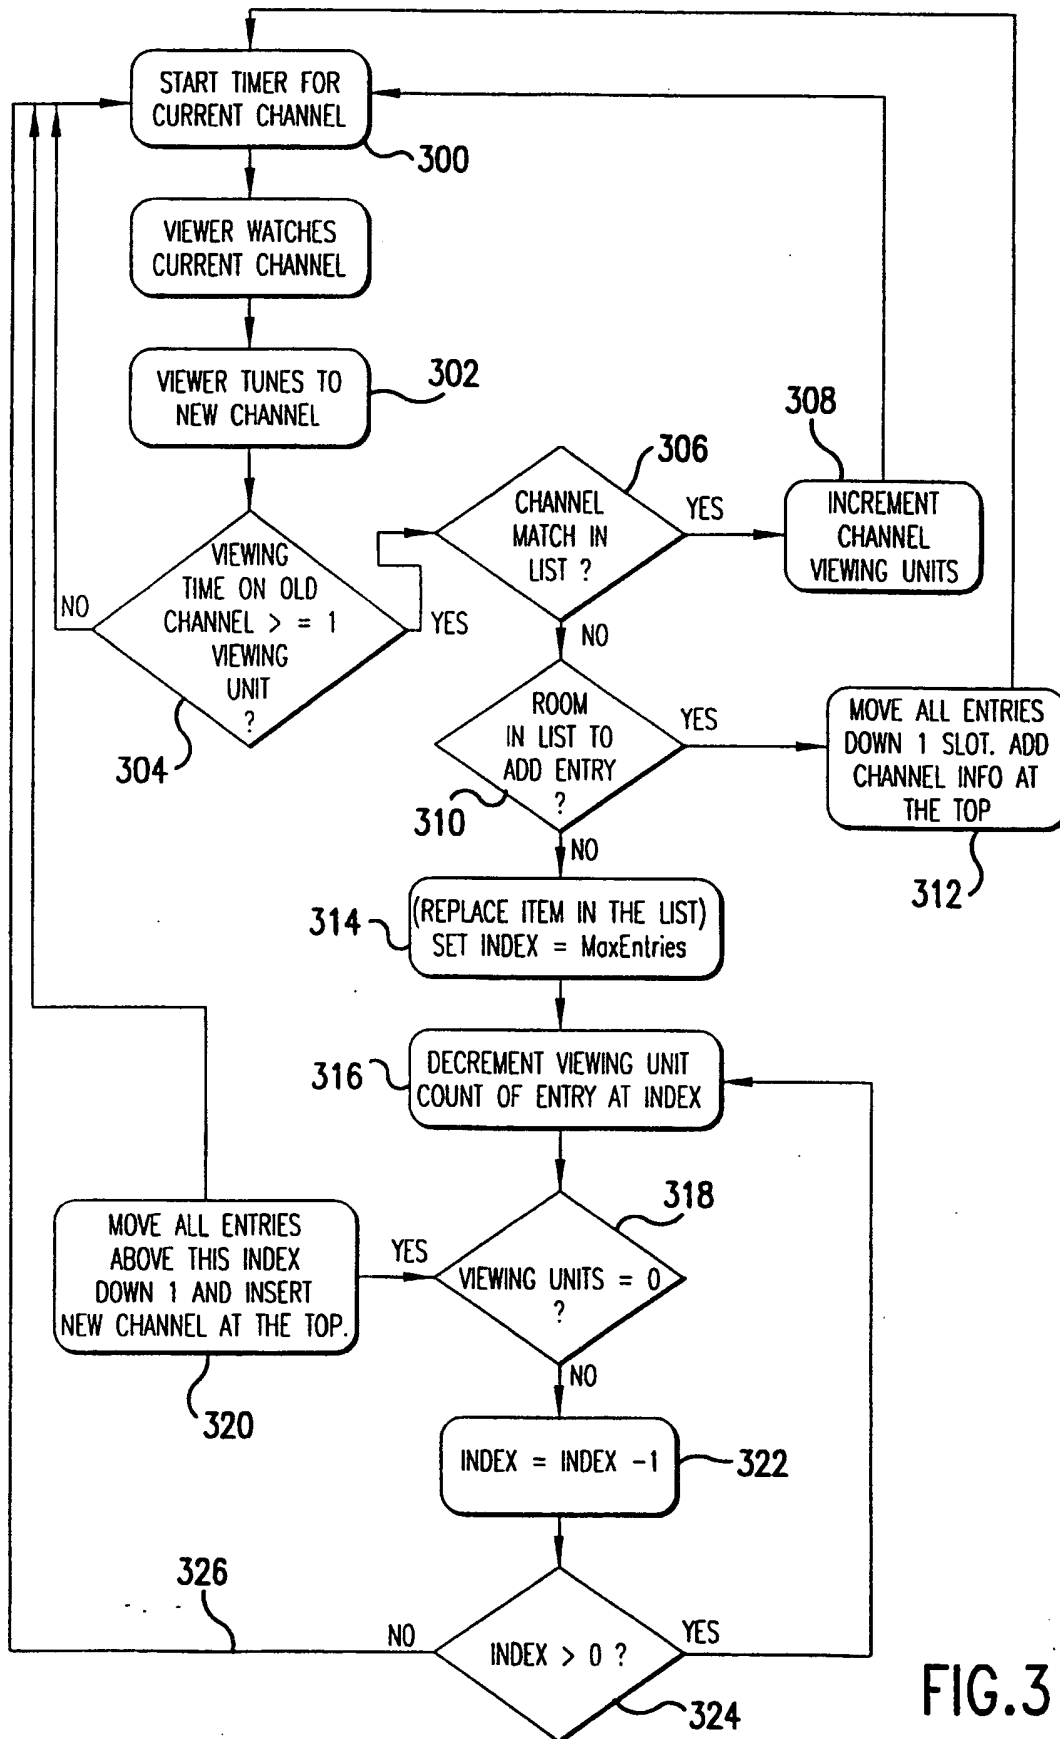 START TIMER FOR
CURRENT CHANNEL
300
VIEWER WATCHES
CURRENT CHANNEL
VIEWER TUNES TO
NEW CHANNEL
302
VIEWING
TIME ON OLD
CHANNEL > = 1
VIEWING
UNIT
?
NO
YES
304
CHANNEL
MATCH IN
LIST ?
306
YES
NO
308
INCREMENT
CHANNEL
VIEWING UNITS
ROOM
IN LIST TO
ADD ENTRY
?
310
YES
NO
MOVE ALL ENTRIES
DOWN 1 SLOT. ADD
CHANNEL INFO AT
THE TOP
312
314
(REPLACE ITEM IN THE LIST)
SET INDEX = MaxEntries
316
DECREMENT VIEWING UNIT
COUNT OF ENTRY AT INDEX
318
VIEWING UNITS = 0
?
YES
NO
MOVE ALL ENTRIES
ABOVE THIS INDEX
DOWN 1 AND INSERT
NEW CHANNEL AT THE TOP.
320
INDEX = INDEX -1
322
326
NO
INDEX > 0 ?
YES
324
FIG.3